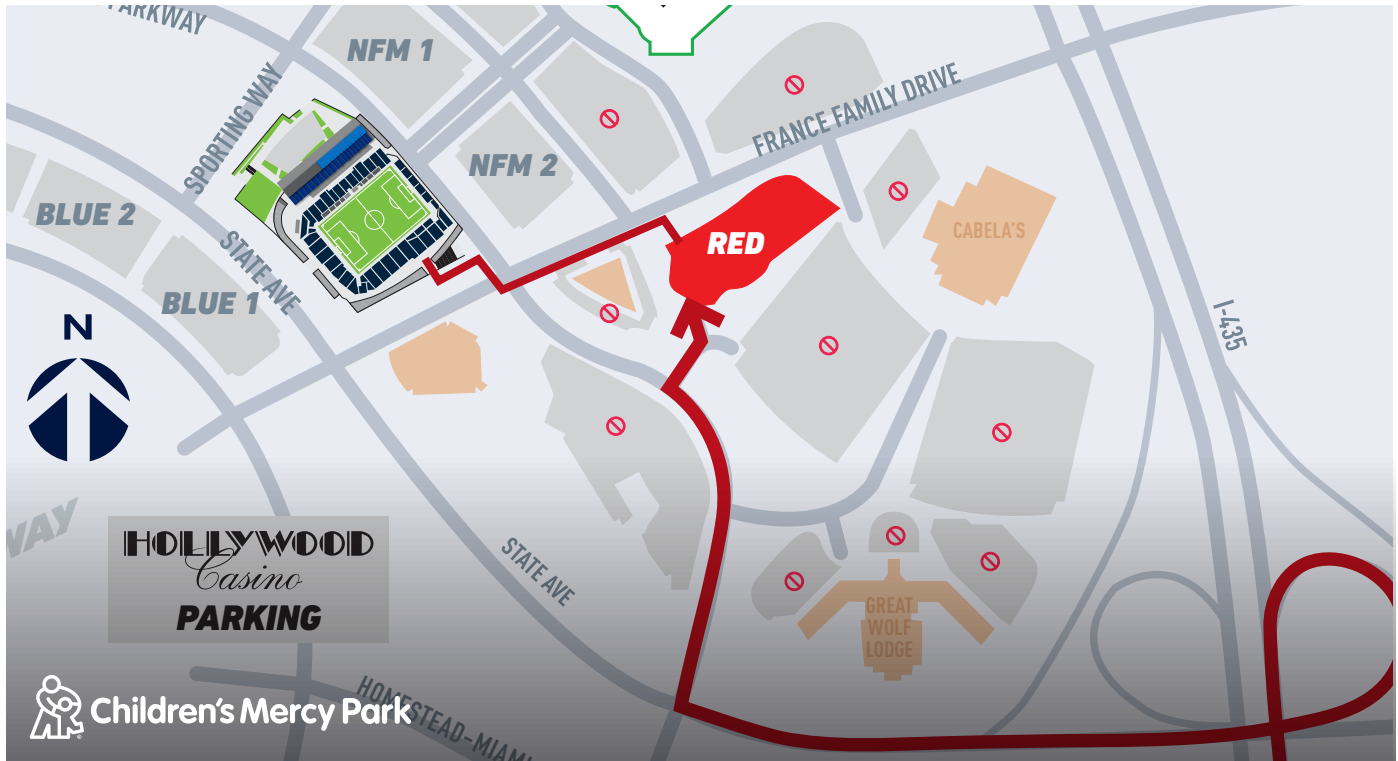 PARKWAY
NFM 1
SPORTING WAY
FRANCE FAMILY DRIVE
NFM 2
BLUE 2
RED
CABELA'S
STATE AVE
BLUE 1
N
I-435
WAY
HOLLYWOOD
Casino
PARKING
STATE AVE
GREAT
WOLF
LODGE
HOMESTEAD-MIAMI
Children's Mercy Park